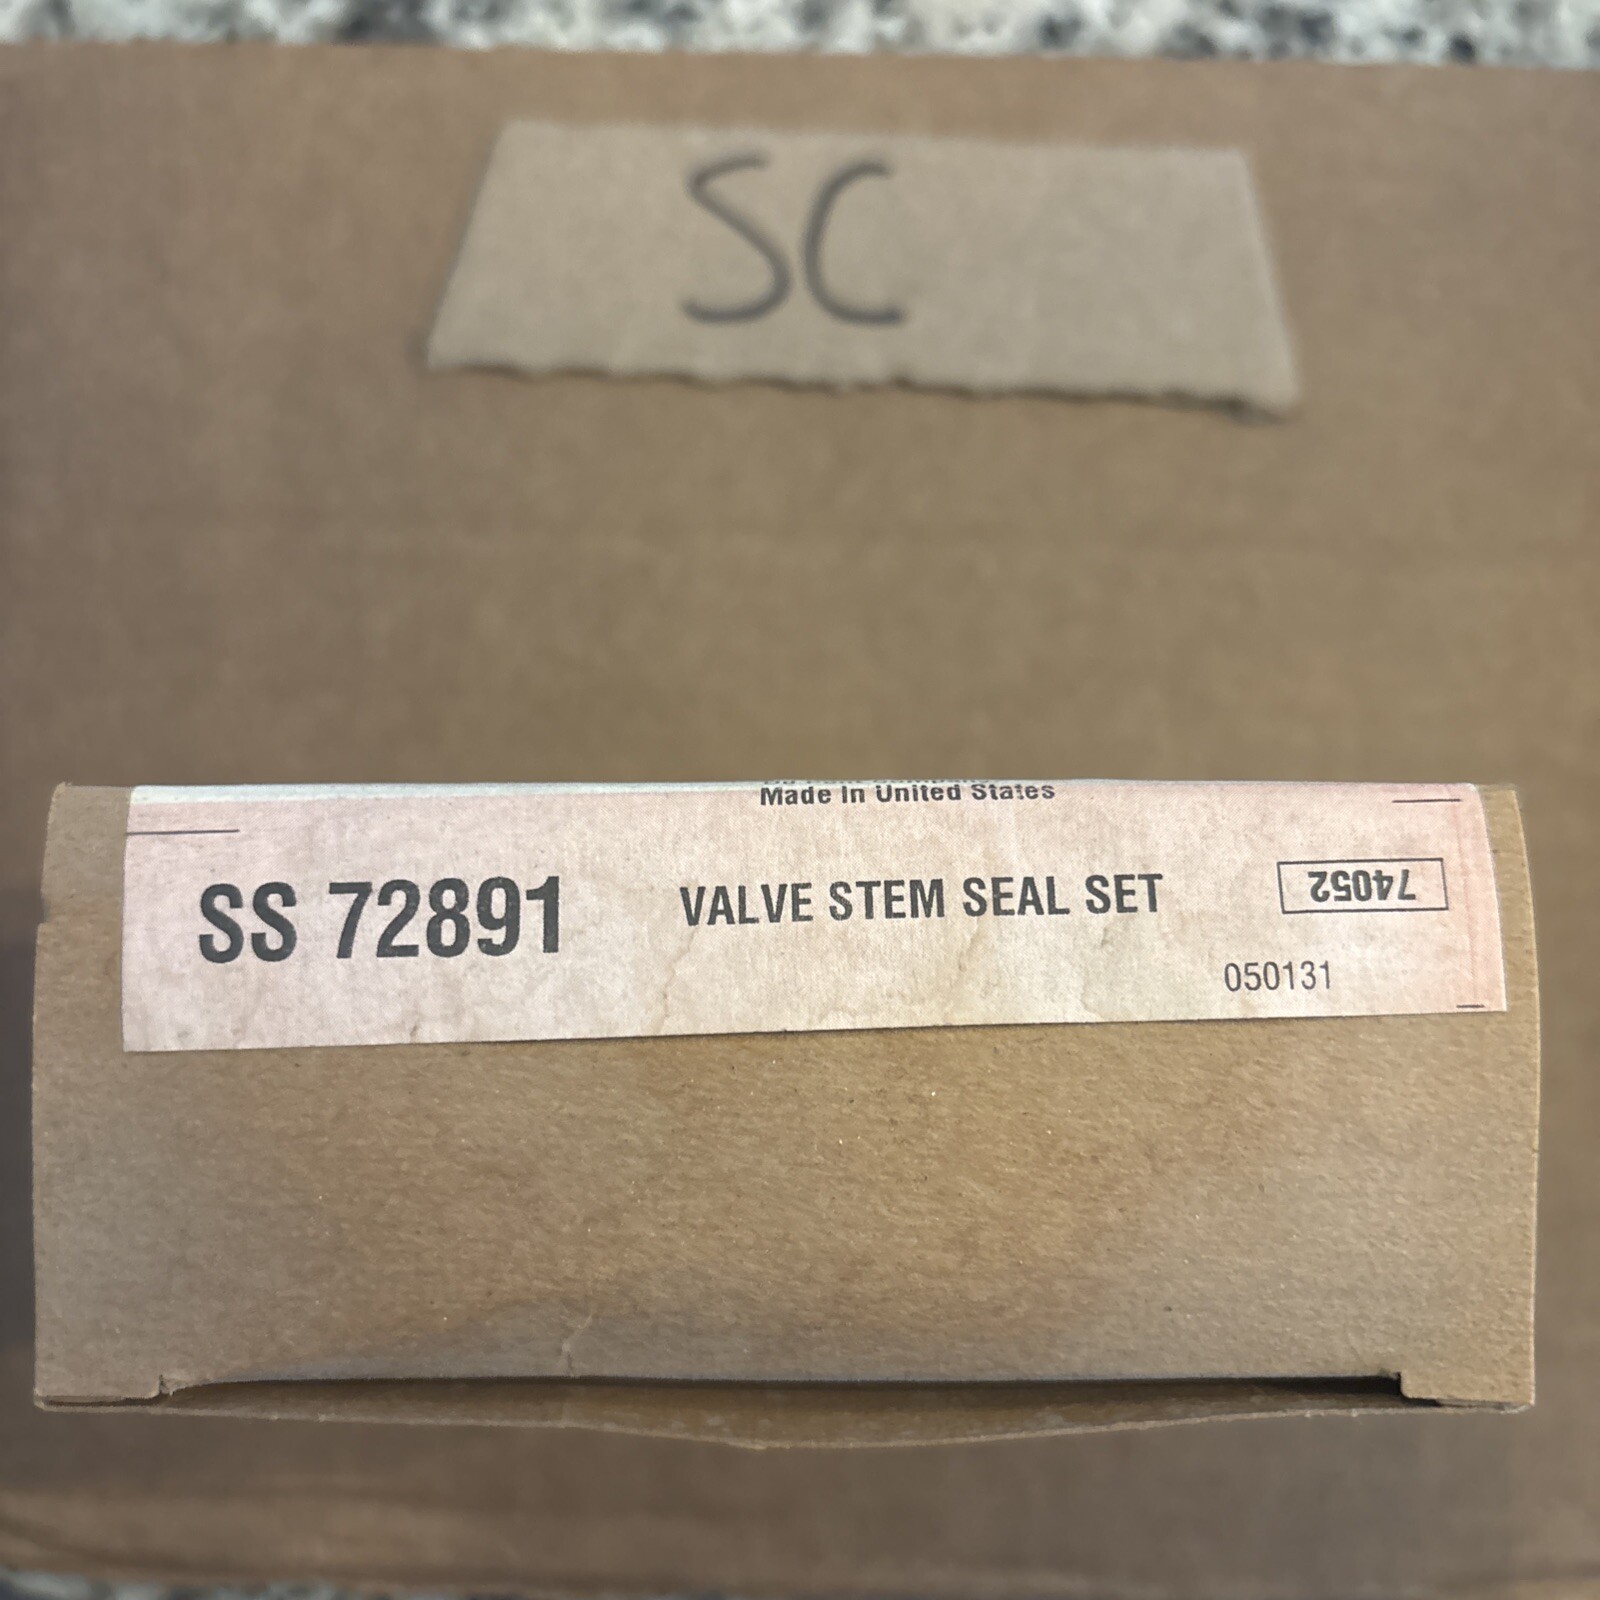 SC
Made In United States
SS 72891
VALVE STEM SEAL SET
74052
050131